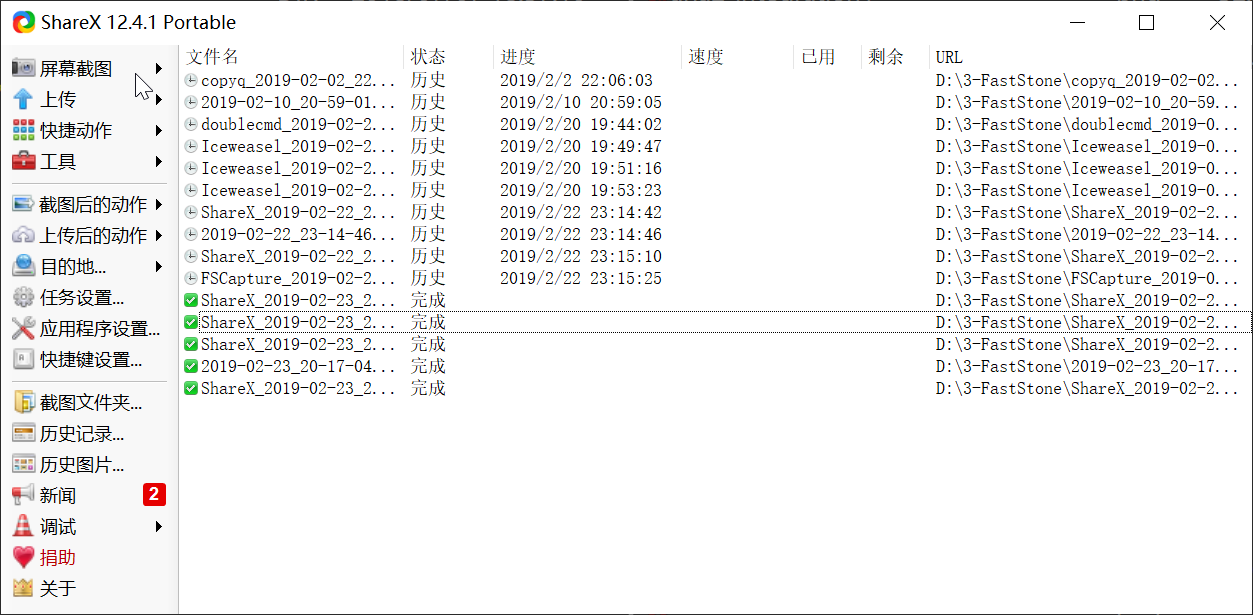 ShareX 12.4.1 Portable
屏幕截图
上传
快捷动作
工具
截图后的动作
上传后的动作
目的地...
任务设置...
应用程序设置...
快捷键设置...
截图文件夹...
历史记录...
历史图片...
新闻 2
调试
捐助
关于
文件名 状态 进度 速度 已用 剩余 URL
copyq_2019-02-02_22... 历史 2019/2/2 22:06:03 D:\3-FastStone\copyq_2019-02-02...
2019-02-10_20-59-01... 历史 2019/2/10 20:59:05 D:\3-FastStone\2019-02-10_20-59...
doublecmd_2019-02-2... 历史 2019/2/20 19:44:02 D:\3-FastStone\doublecmd_2019-0...
Iceweasel_2019-02-2... 历史 2019/2/20 19:49:47 D:\3-FastStone\Iceweasel_2019-0...
Iceweasel_2019-02-2... 历史 2019/2/20 19:51:16 D:\3-FastStone\Iceweasel_2019-0...
Iceweasel_2019-02-2... 历史 2019/2/20 19:53:23 D:\3-FastStone\Iceweasel_2019-0...
ShareX_2019-02-22_2... 历史 2019/2/22 23:14:42 D:\3-FastStone\ShareX_2019-02-2...
2019-02-22_23-14-46... 历史 2019/2/22 23:14:46 D:\3-FastStone\2019-02-22_23-14...
ShareX_2019-02-22_2... 历史 2019/2/22 23:15:10 D:\3-FastStone\ShareX_2019-02-2...
FSCapture_2019-02-2... 历史 2019/2/22 23:15:25 D:\3-FastStone\FSCapture_2019-0...
ShareX_2019-02-23_2... 完成 D:\3-FastStone\ShareX_2019-02-2...
ShareX_2019-02-23_2... 完成 D:\3-FastStone\ShareX_2019-02-2...
ShareX_2019-02-23_2... 完成 D:\3-FastStone\ShareX_2019-02-2...
2019-02-23_20-17-04... 完成 D:\3-FastStone\2019-02-23_20-17...
ShareX_2019-02-23_2... 完成 D:\3-FastStone\ShareX_2019-02-2...